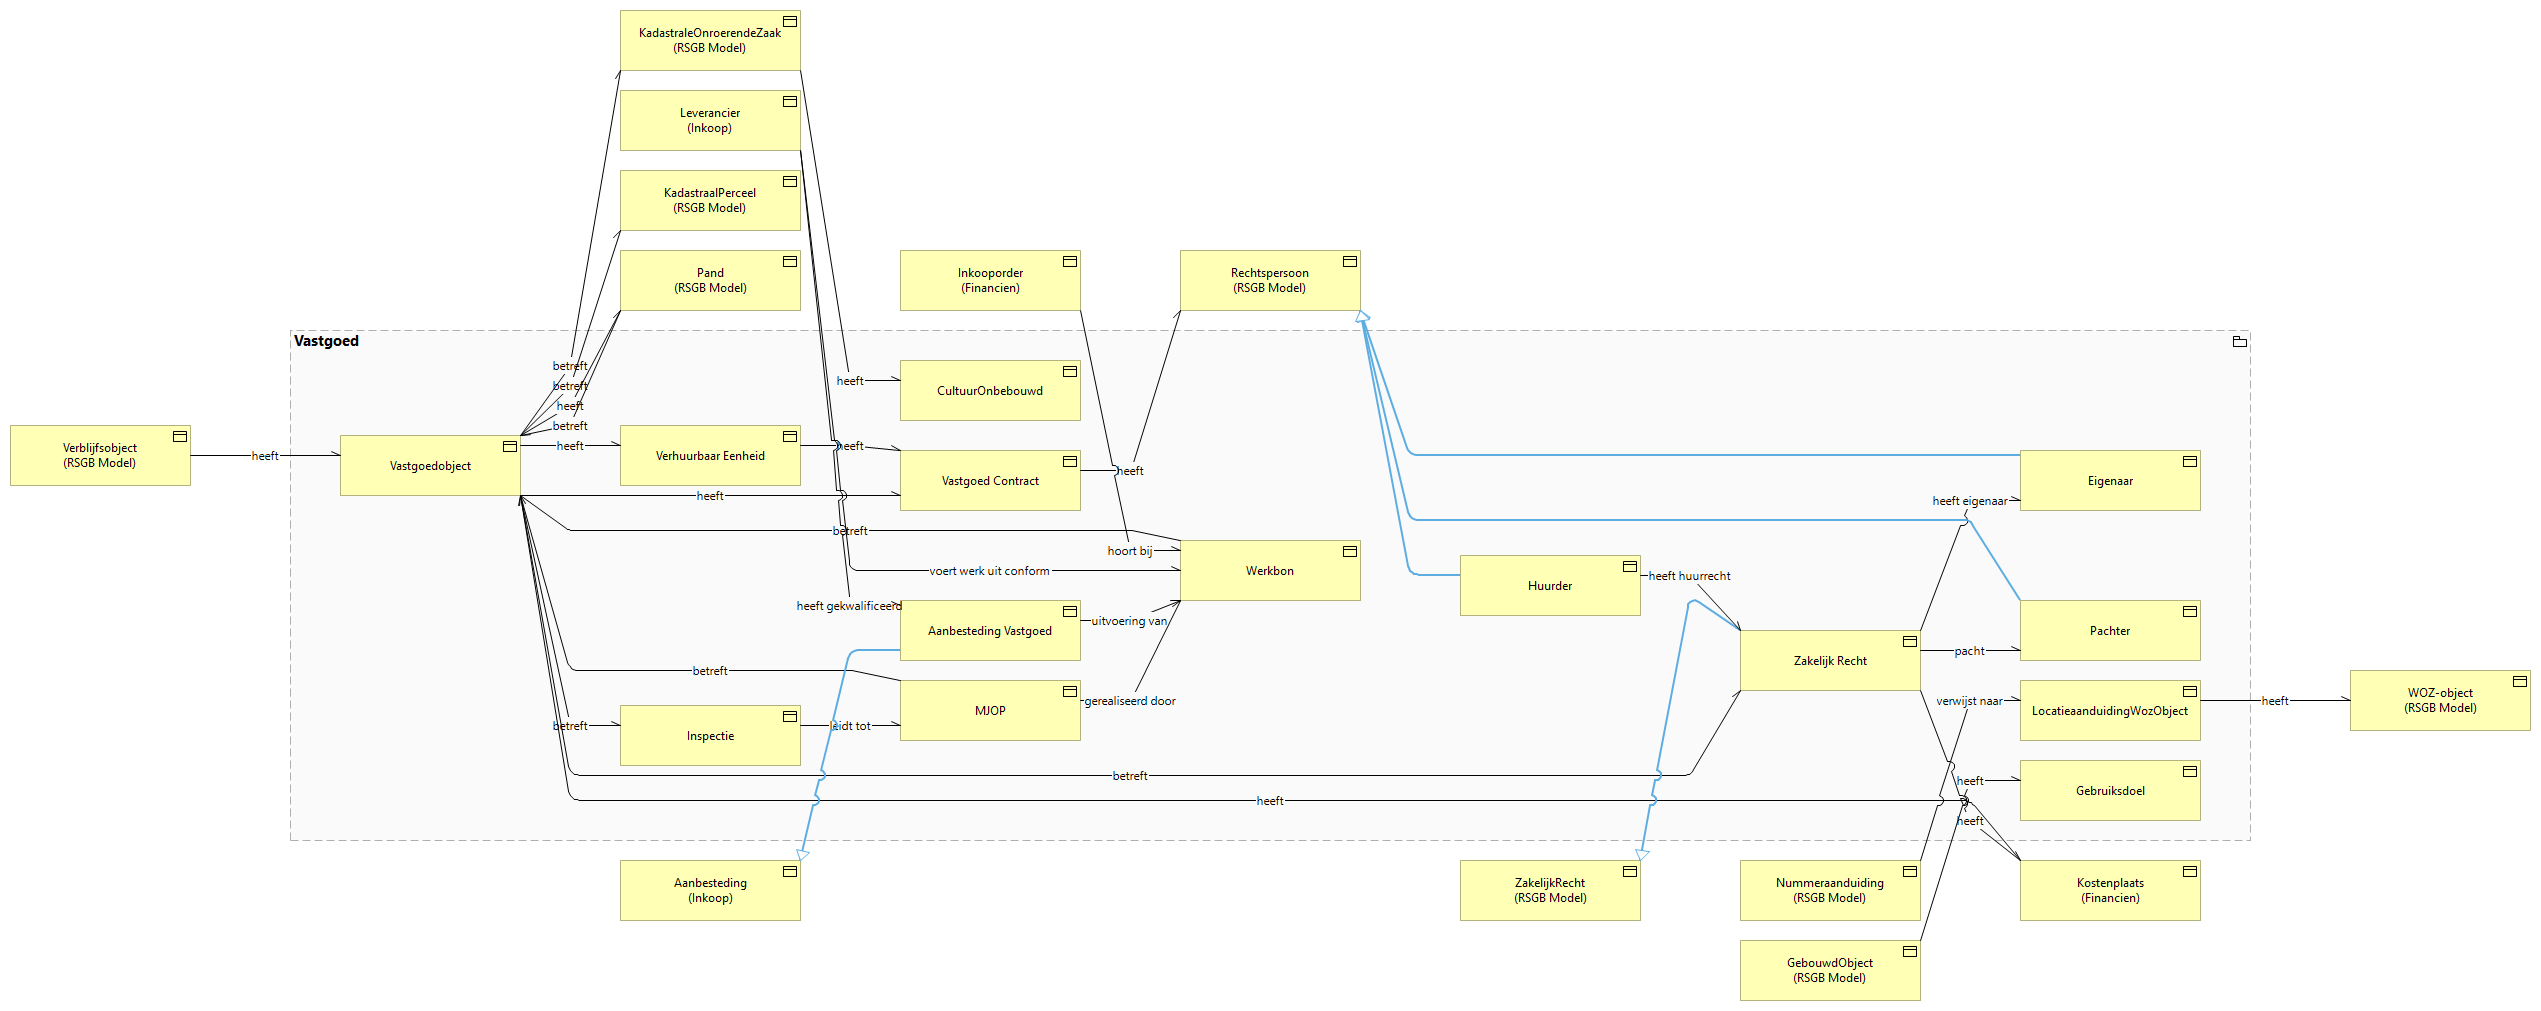 KadastraleOnroerendeZaak
(RSGB Model)
Leverancier
(Inkoop)
KadastraalPerceel
(RSGB Model)
Pand
(RSGB Model)
Inkooporder
(Financien)
Rechtspersoon
(RSGB Model)
Vastgoed
betreft
betreft
heeft
betreft
heeft
CultuurOnbebouwd
Verblijfsobject
(RSGB Model)
heeft
Vastgoedobject
heeft
Verhuurbaar Eenheid
heeft
Vastgoed Contract
heeft
heeft
Eigenaar
heeft eigenaar
betreft
hoort bij
voert werk uit conform
Werkbon
Huurder
heeft huurrecht
heeft gekwalificeerd
Aanbesteding Vastgoed
uitvoering van
Pachter
pacht
Zakelijk Recht
betreft
MJOP
gerealiseerd door
verwijst naar
LocatieaanduidingWozObject
heeft
WOZ-object
(RSGB Model)
betreft
Inspectie
leidt tot
betreft
heeft
Gebruiksdoel
heeft
heeft
Aanbesteding
(Inkoop)
ZakelijkRecht
(RSGB Model)
Nummeraanduiding
(RSGB Model)
Kostenplaats
(Financien)
GebouwdObject
(RSGB Model)